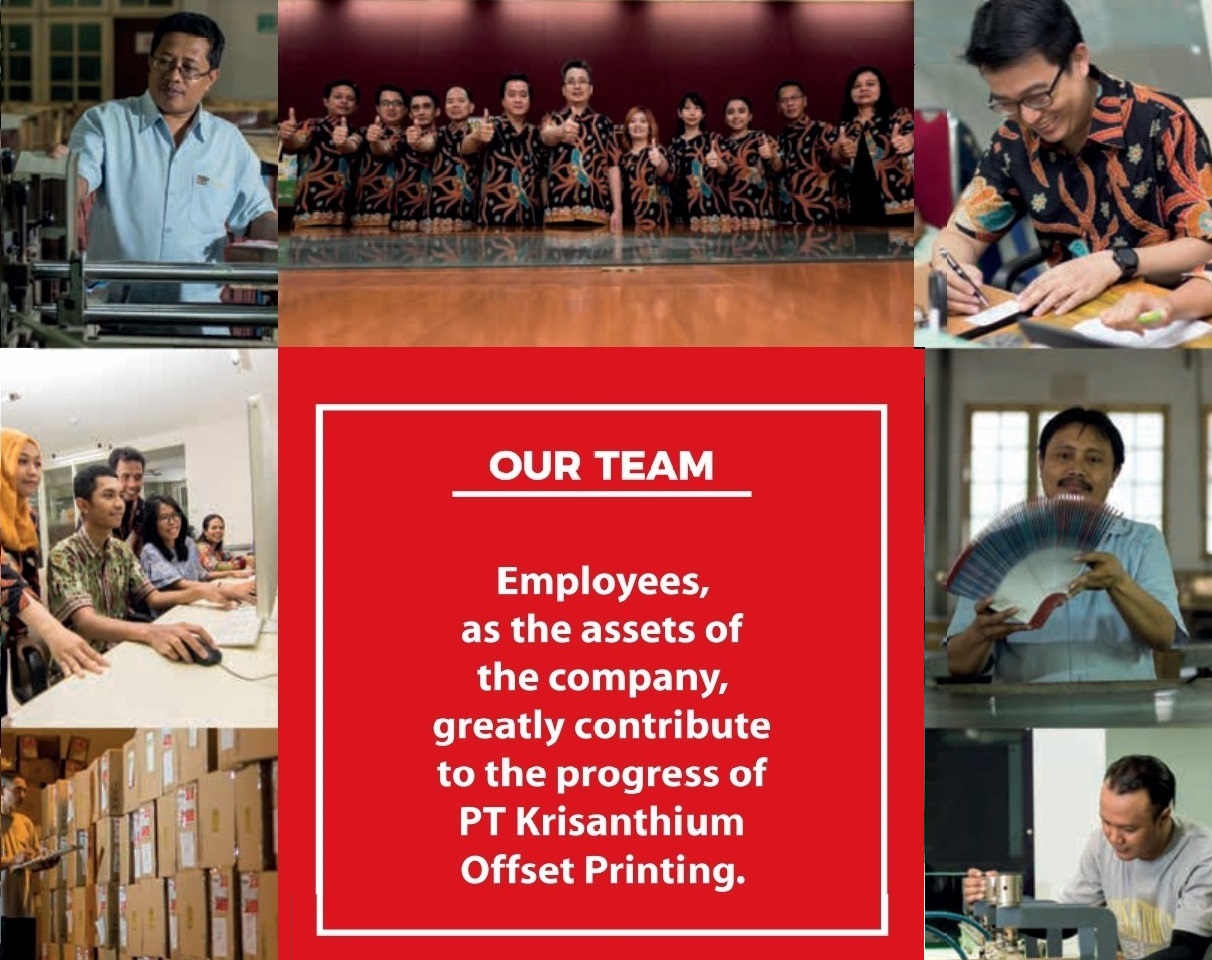 OUR TEAM
Employees,
as the assets of
the company,
greatly contribute
to the progress of
PT Krisanthium
Offset Printing.